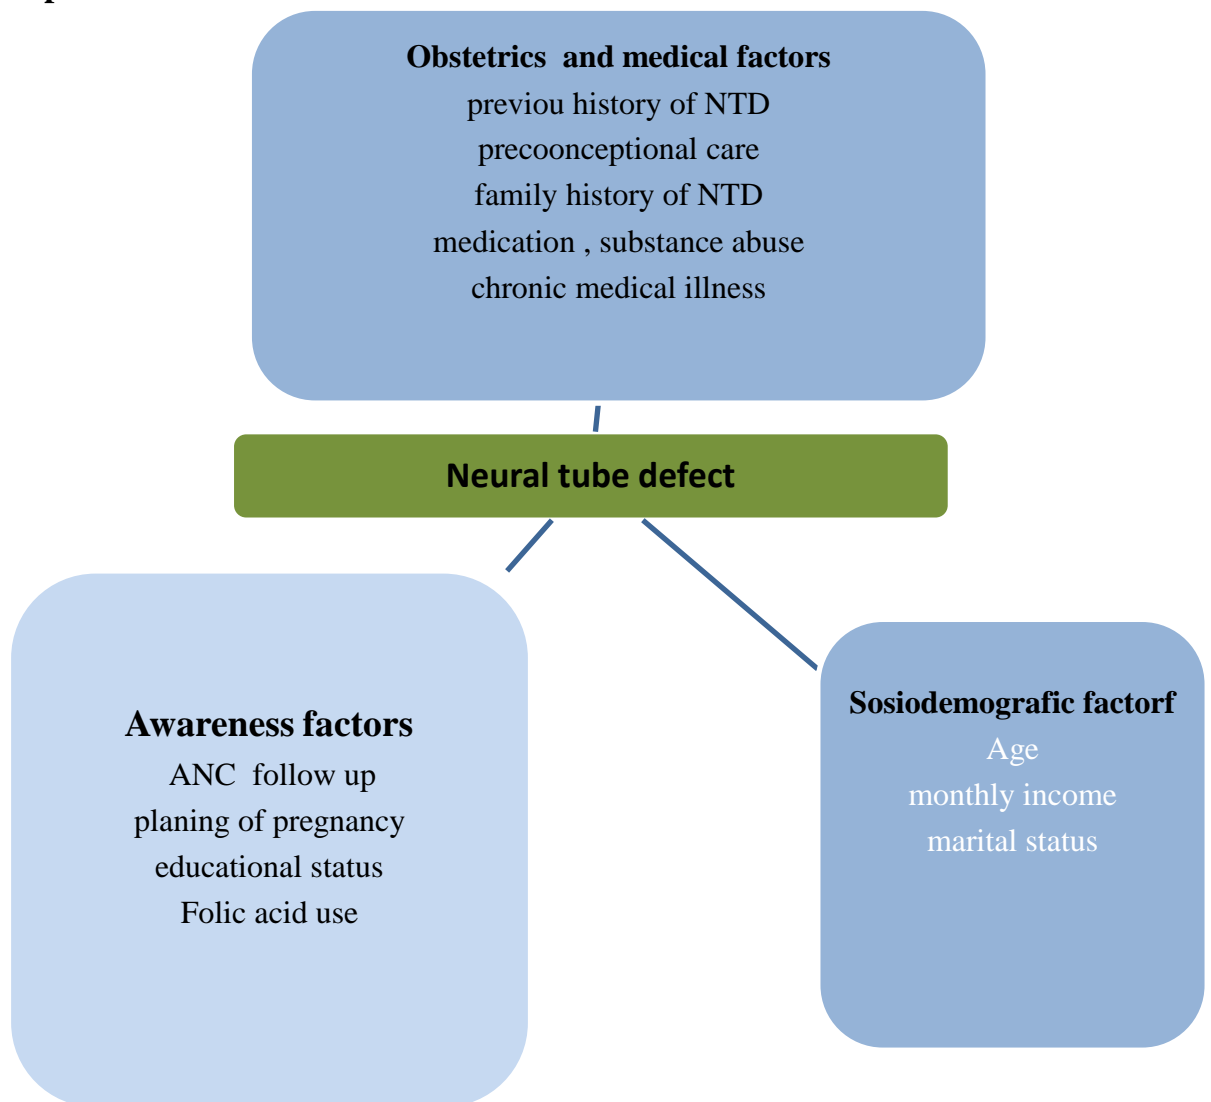 Obstetrics and medical factors
previou history of NTD
precoonceptional care
family history of NTD
medication , substance abuse
chronic medical illness
Neural tube defect
Awareness factors
ANC follow up
planing of pregnancy
educational status
Folic acid use
Sosiodemografic factorf
Age
monthly income
marital status